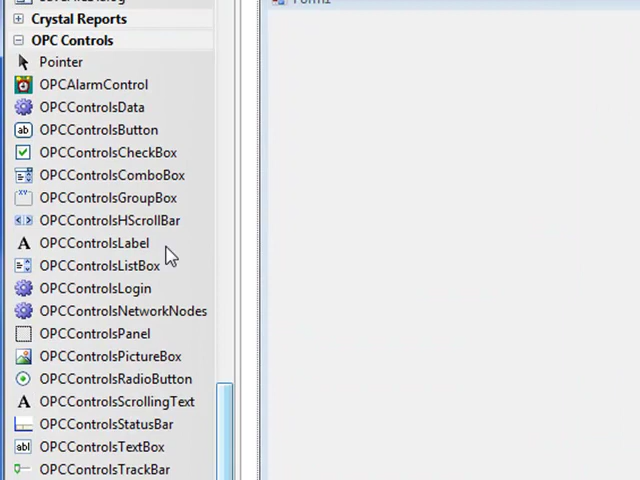 Crystal Reports
OPC Controls
Pointer
OPCAlarmControl
OPCControlsData
OPCControlsButton
OPCControlsCheckBox
OPCControlsComboBox
OPCControlsGroupBox
OPCControlsHScrollBar
OPCControlsLabel
OPCControlsListBox
OPCControlsLogin
OPCControlsNetworkNodes
OPCControlsPanel
OPCControlsPictureBox
OPCControlsRadioButton
OPCControlsScrollingText
OPCControlsStatusBar
OPCControlsTextBox
OPCControlsTrackBar